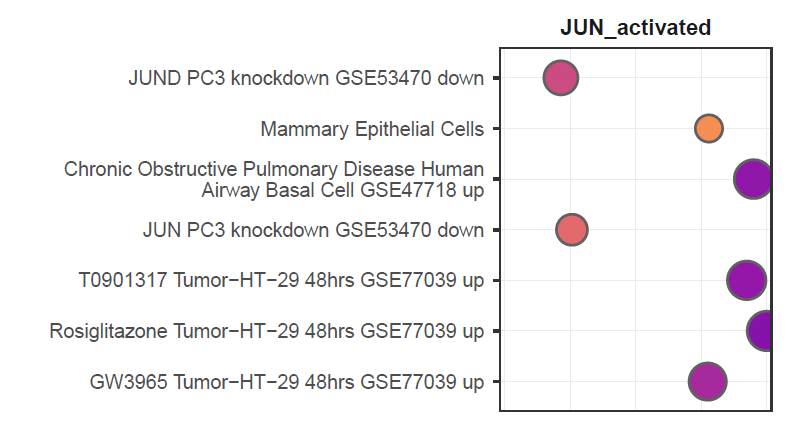 JUN_activated
JUND PC3 knockdown GSE53470 down
Mammary Epithelial Cells
Chronic Obstructive Pulmonary Disease Human
Airway Basal Cell GSE47718 up
JUN PC3 knockdown GSE53470 down
T0901317 Tumor−HT−29 48hrs GSE77039 up
Rosiglitazone Tumor−HT−29 48hrs GSE77039 up
GW3965 Tumor−HT−29 48hrs GSE77039 up